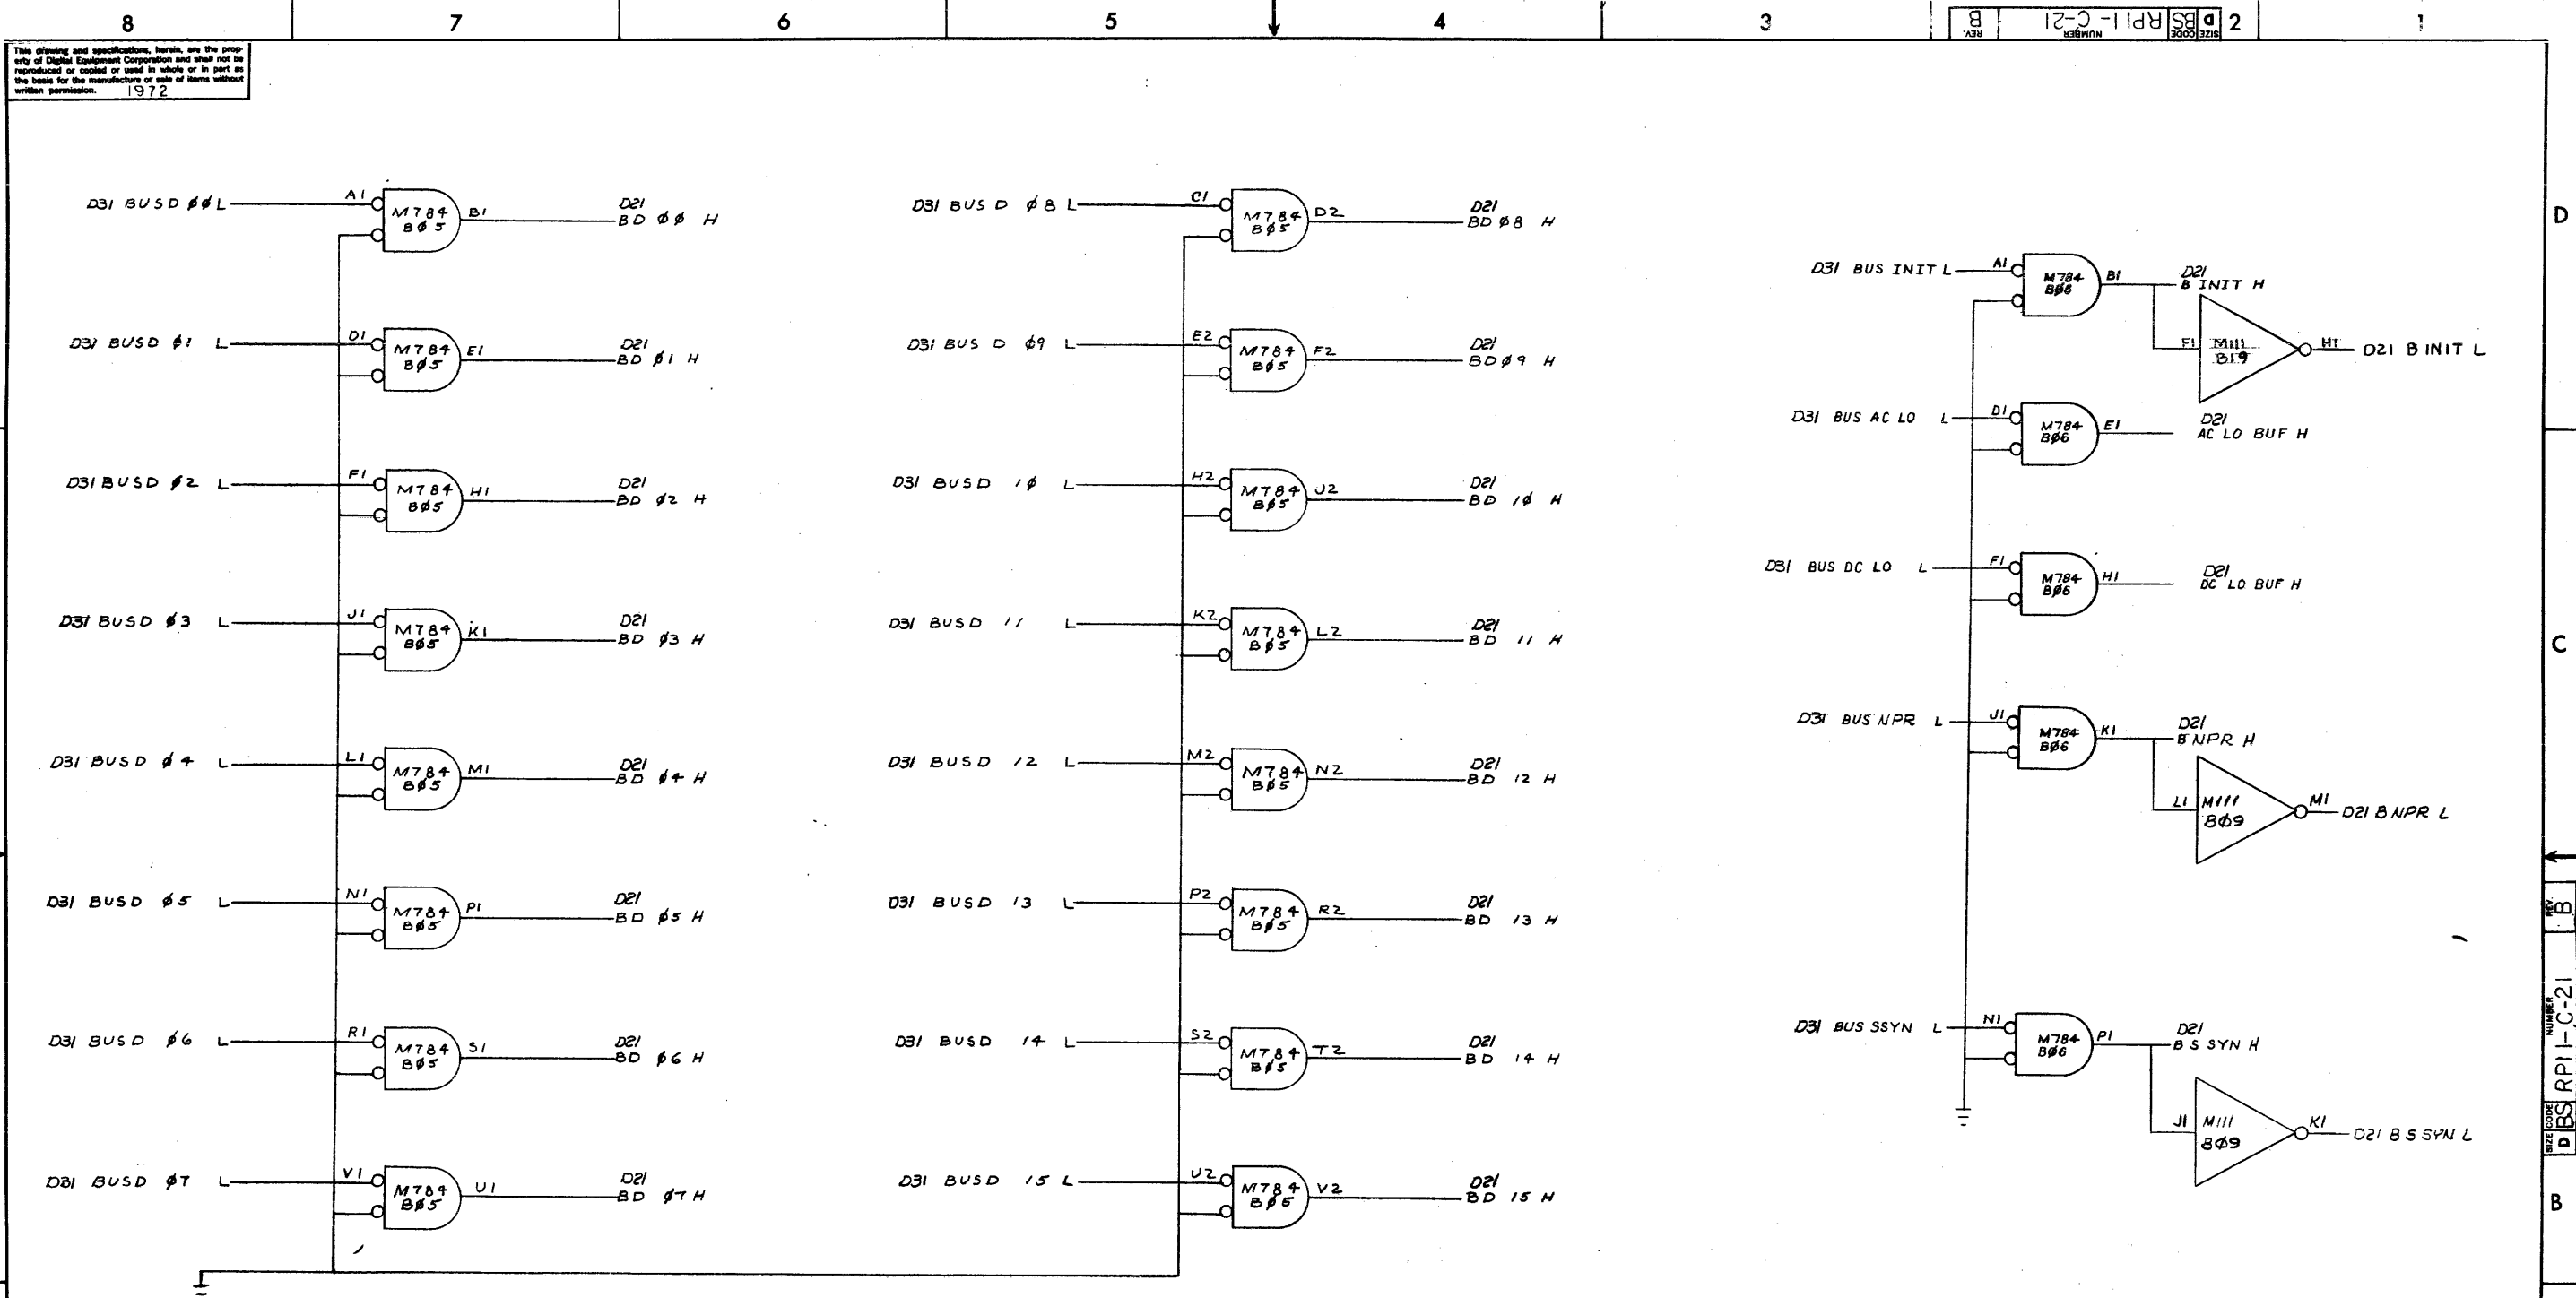 8 7 6 5 4 3 2 1
SIZE CODE NUMBER REV.
D BS RP11-C-21 B
This drawing and specifications, herein, are the prop-
erty of Digital Equipment Corporation and shall not be
reproduced or copied or used in whole or in part as
the basis for the manufacture or sale of items without
written permission. 1972
D31 BUSD ØØ L A1 M784 BØ5 B1 D21 BD ØØ H
D31 BUSD Ø1 L D1 M784 BØ5 E1 D21 BD Ø1 H
D31 BUSD Ø2 L F1 M784 BØ5 H1 D21 BD Ø2 H
D31 BUSD Ø3 L J1 M784 BØ5 K1 D21 BD Ø3 H
D31 BUSD Ø4 L L1 M784 BØ5 M1 D21 BD Ø4 H
D31 BUSD Ø5 L N1 M784 BØ5 P1 D21 BD Ø5 H
D31 BUSD Ø6 L R1 M784 BØ5 S1 D21 BD Ø6 H
D31 BUSD Ø7 L V1 M784 BØ5 U1 D21 BD Ø7 H
D31 BUS D Ø8 L C1 M784 BØ5 D2 D21 BD Ø8 H
D31 BUS D Ø9 L E2 M784 BØ5 F2 D21 BD Ø9 H
D31 BUSD 1Ø L H2 M784 BØ5 J2 D21 BD 1Ø H
D31 BUSD 11 L K2 M784 BØ5 L2 D21 BD 11 H
D31 BUSD 12 L M2 M784 BØ5 N2 D21 BD 12 H
D31 BUSD 13 L P2 M784 BØ5 R2 D21 BD 13 H
D31 BUSD 14 L S2 M784 BØ5 T2 D21 BD 14 H
D31 BUSD 15 L U2 M784 BØ5 V2 D21 BD 15 H
D31 BUS INIT L A1 M784 BØ6 B1 D21 B INIT H
F1 M111 B19 H1 D21 B INIT L
D31 BUS AC LO L D1 M784 BØ6 E1 D21 AC LO BUF H
D31 BUS DC LO L F1 M784 BØ6 H1 D21 DC LO BUF H
D31 BUS NPR L J1 M784 BØ6 K1 D21 B NPR H
L1 M111 BØ9 M1 D21 B NPR L
D31 BUS SSYN L N1 M784 BØ6 P1 D21 B S SYN H
J1 M111 BØ9 K1 D21 B S SYN L
D
C
B
SIZE CODE NUMBER REV.
D BS RP11-C-21 B